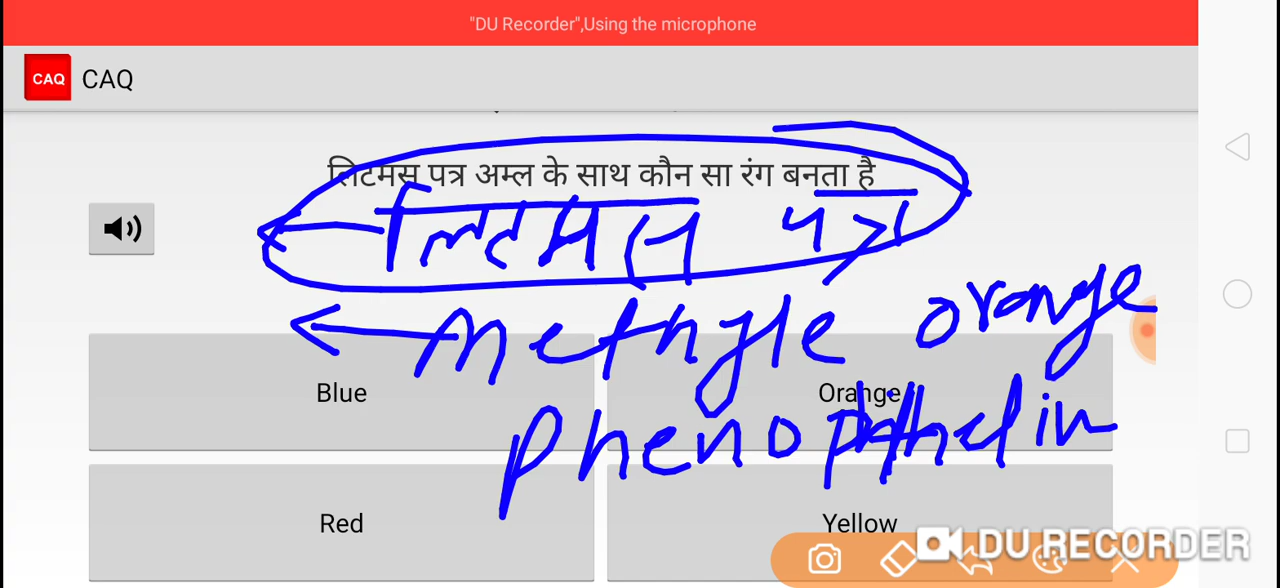 "DU Recorder",Using the microphone
CAQ CAQ
लिटमस पत्र अम्ल के साथ कौन सा रंग बनता है
लिटमस पत्र
Methyle orange
Blue
Orange
phenophthelin
Red
Yellow
DU RECORDER